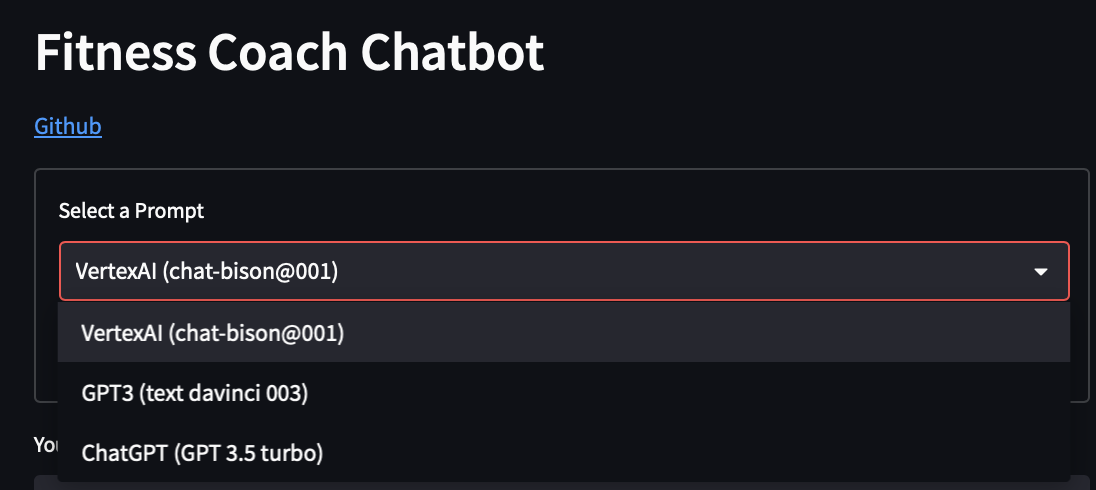 Fitness Coach Chatbot
Github
Select a Prompt
VertexAI (chat-bison@001)
VertexAI (chat-bison@001)
GPT3 (text davinci 003)
ChatGPT (GPT 3.5 turbo)